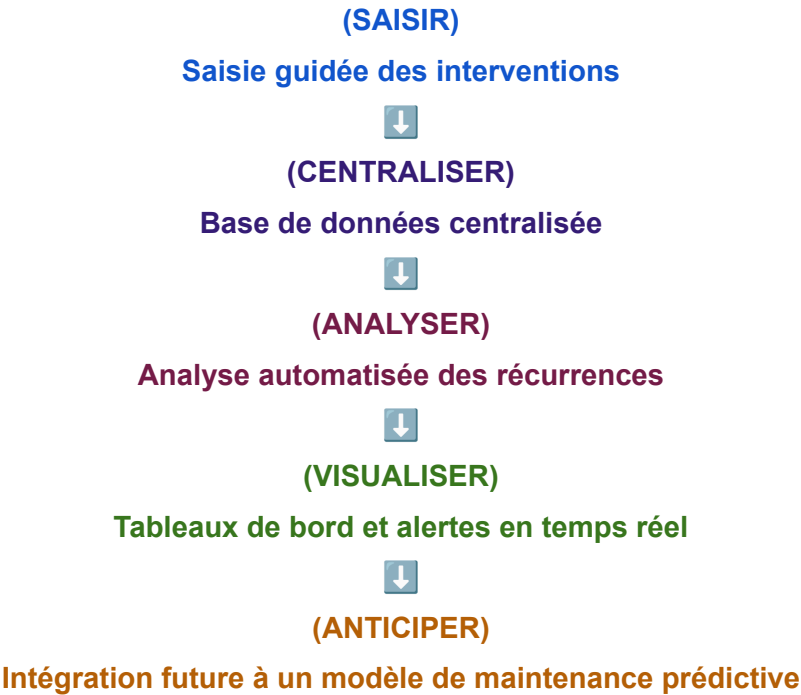 (SAISIR)
Saisie guidée des interventions
⬇️
(CENTRALISER)
Base de données centralisée
⬇️
(ANALYSER)
Analyse automatisée des récurrences
⬇️
(VISUALISER)
Tableaux de bord et alertes en temps réel
⬇️
(ANTICIPER)
Intégration future à un modèle de maintenance prédictive